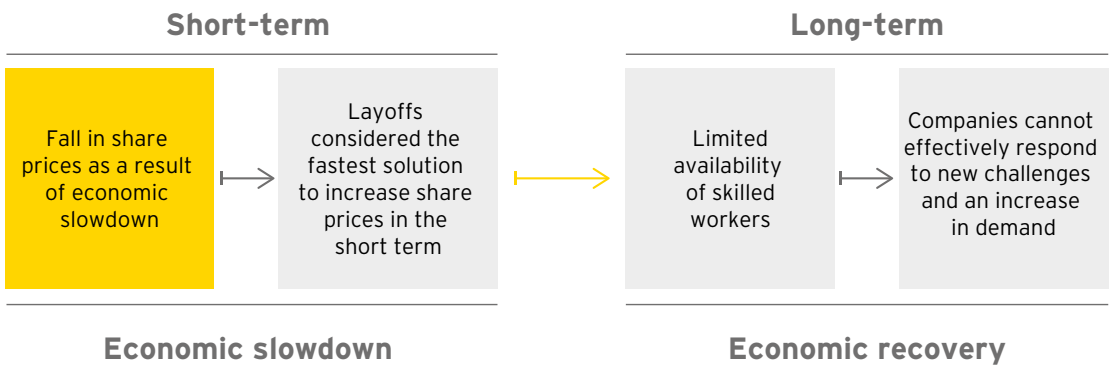 Short-term
Long-term
Fall in share
prices as a result
of economic
slowdown
Layoffs
considered the
fastest solution
to increase share
prices in the
short term
Limited
availability
of skilled
workers
Companies cannot
effectively respond
to new challenges
and an increase
in demand
Economic slowdown
Economic recovery